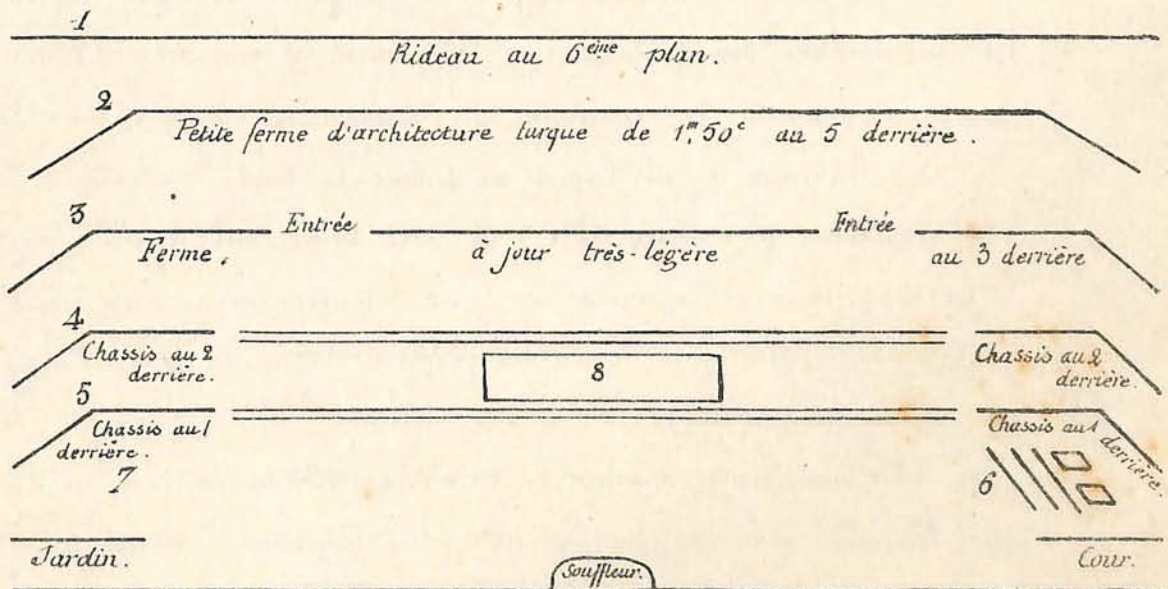 1
Rideau au 6ème plan.
2
Petite ferme d'architecture turque de 1m,50c au 5 derrière.
3 Entrée Entrée
Ferme, à jour très-légère au 3 derrière
4
Chassis au 2
derrière.
8
Chassis au 2
derrière.
5
Chassis au 1
derrière.
7
Chassis au 1
derrière.
6
Jardin.
Souffleur.
Cour.